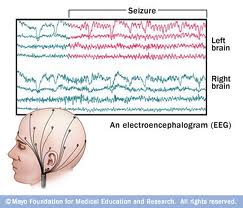 Seizure
Left
brain
Right
brain
An electroencephalogram (EEG)
© Mayo Foundation for Medical Education and Research. All rights reserved.